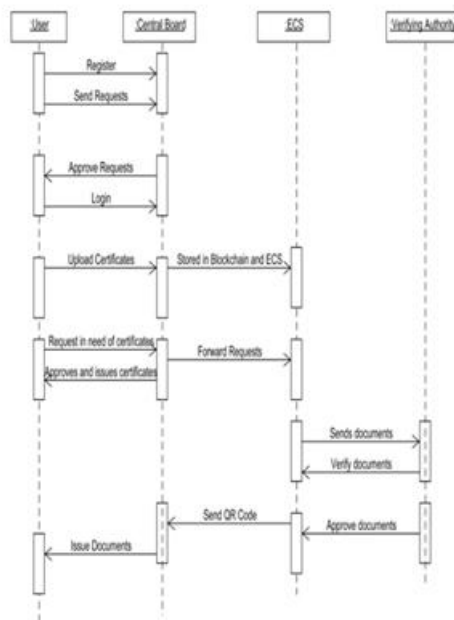 :User
:Central Board
:ECS
:Verifying Authority
Register
Send Requests
Approve Requests
Login
Upload Certificates
Stored in Blockchain and ECS
Request in need of certificates
Forward Requests
Approves and issues certificates
Sends documents
Verify documents
Send QR Code
Approve documents
Issue Documents